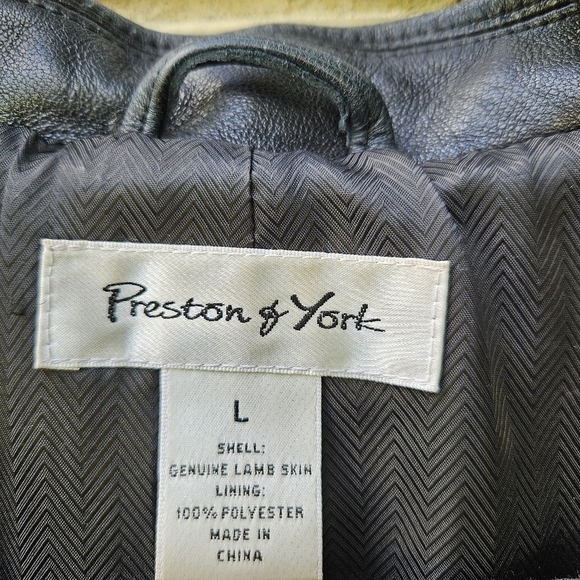 Preston & York
L
SHELL:
GENUINE LAMB SKIN
LINING:
100% POLYESTER
MADE IN
CHINA